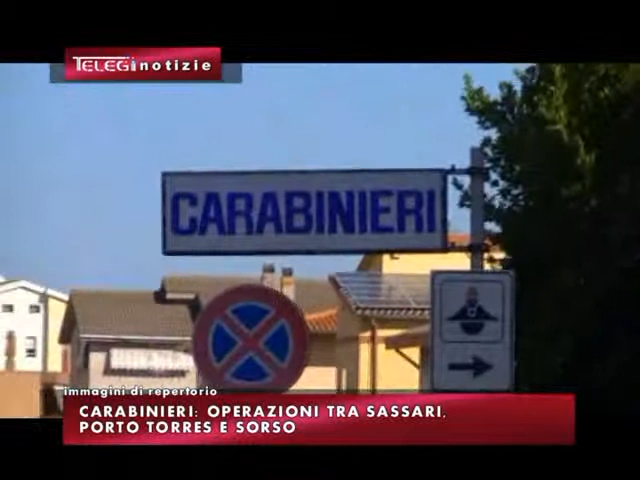 TELEGInotizie
CARABINIERI
immagini di repertorio
CARABINIERI: OPERAZIONI TRA SASSARI,
PORTO TORRES E SORSO